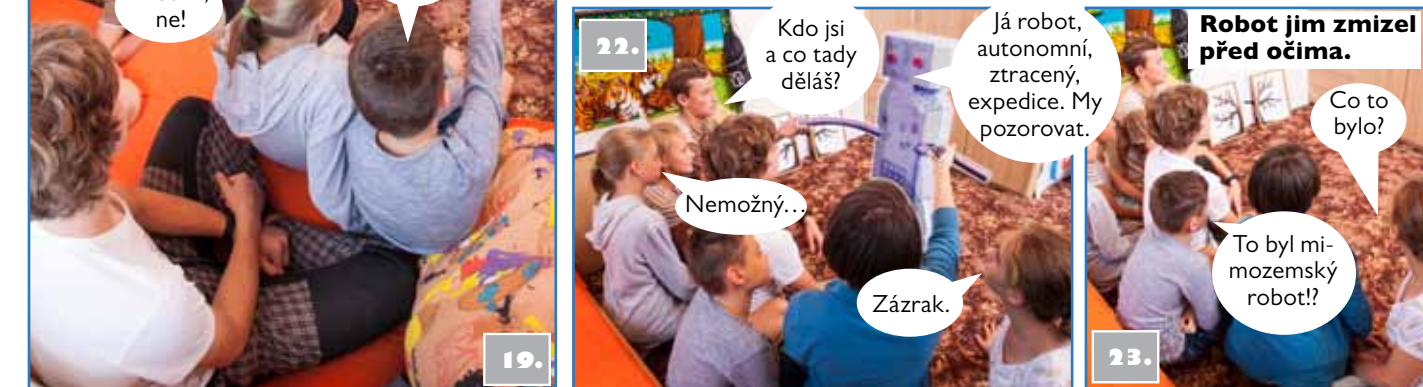 ne!
19.
22.
Kdo jsi
a co tady
děláš?
Já robot,
autonomní,
ztracený,
expedice. My
pozorovat.
Nemožný…
Zázrak.
Robot jim zmizel
před očima.
Co to
bylo?
To byl mi-
mozemský
robot!?
23.